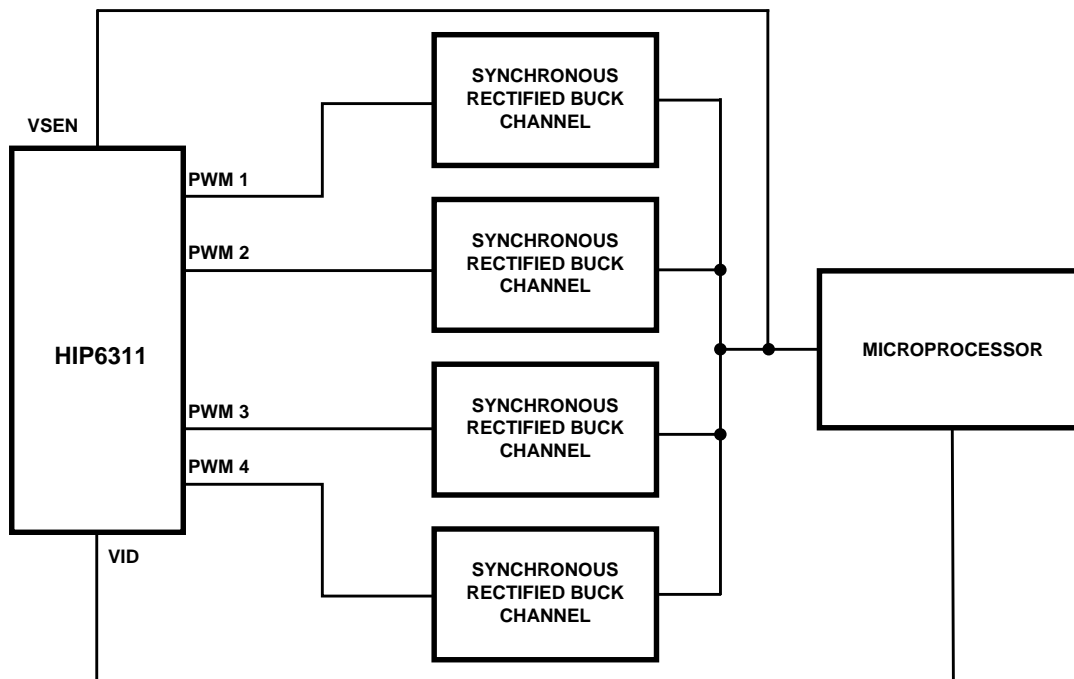 SYNCHRONOUS
RECTIFIED BUCK
CHANNEL
VSEN
PWM 1
SYNCHRONOUS
RECTIFIED BUCK
CHANNEL
PWM 2
HIP6311
MICROPROCESSOR
SYNCHRONOUS
RECTIFIED BUCK
CHANNEL
PWM 3
PWM 4
VID
SYNCHRONOUS
RECTIFIED BUCK
CHANNEL